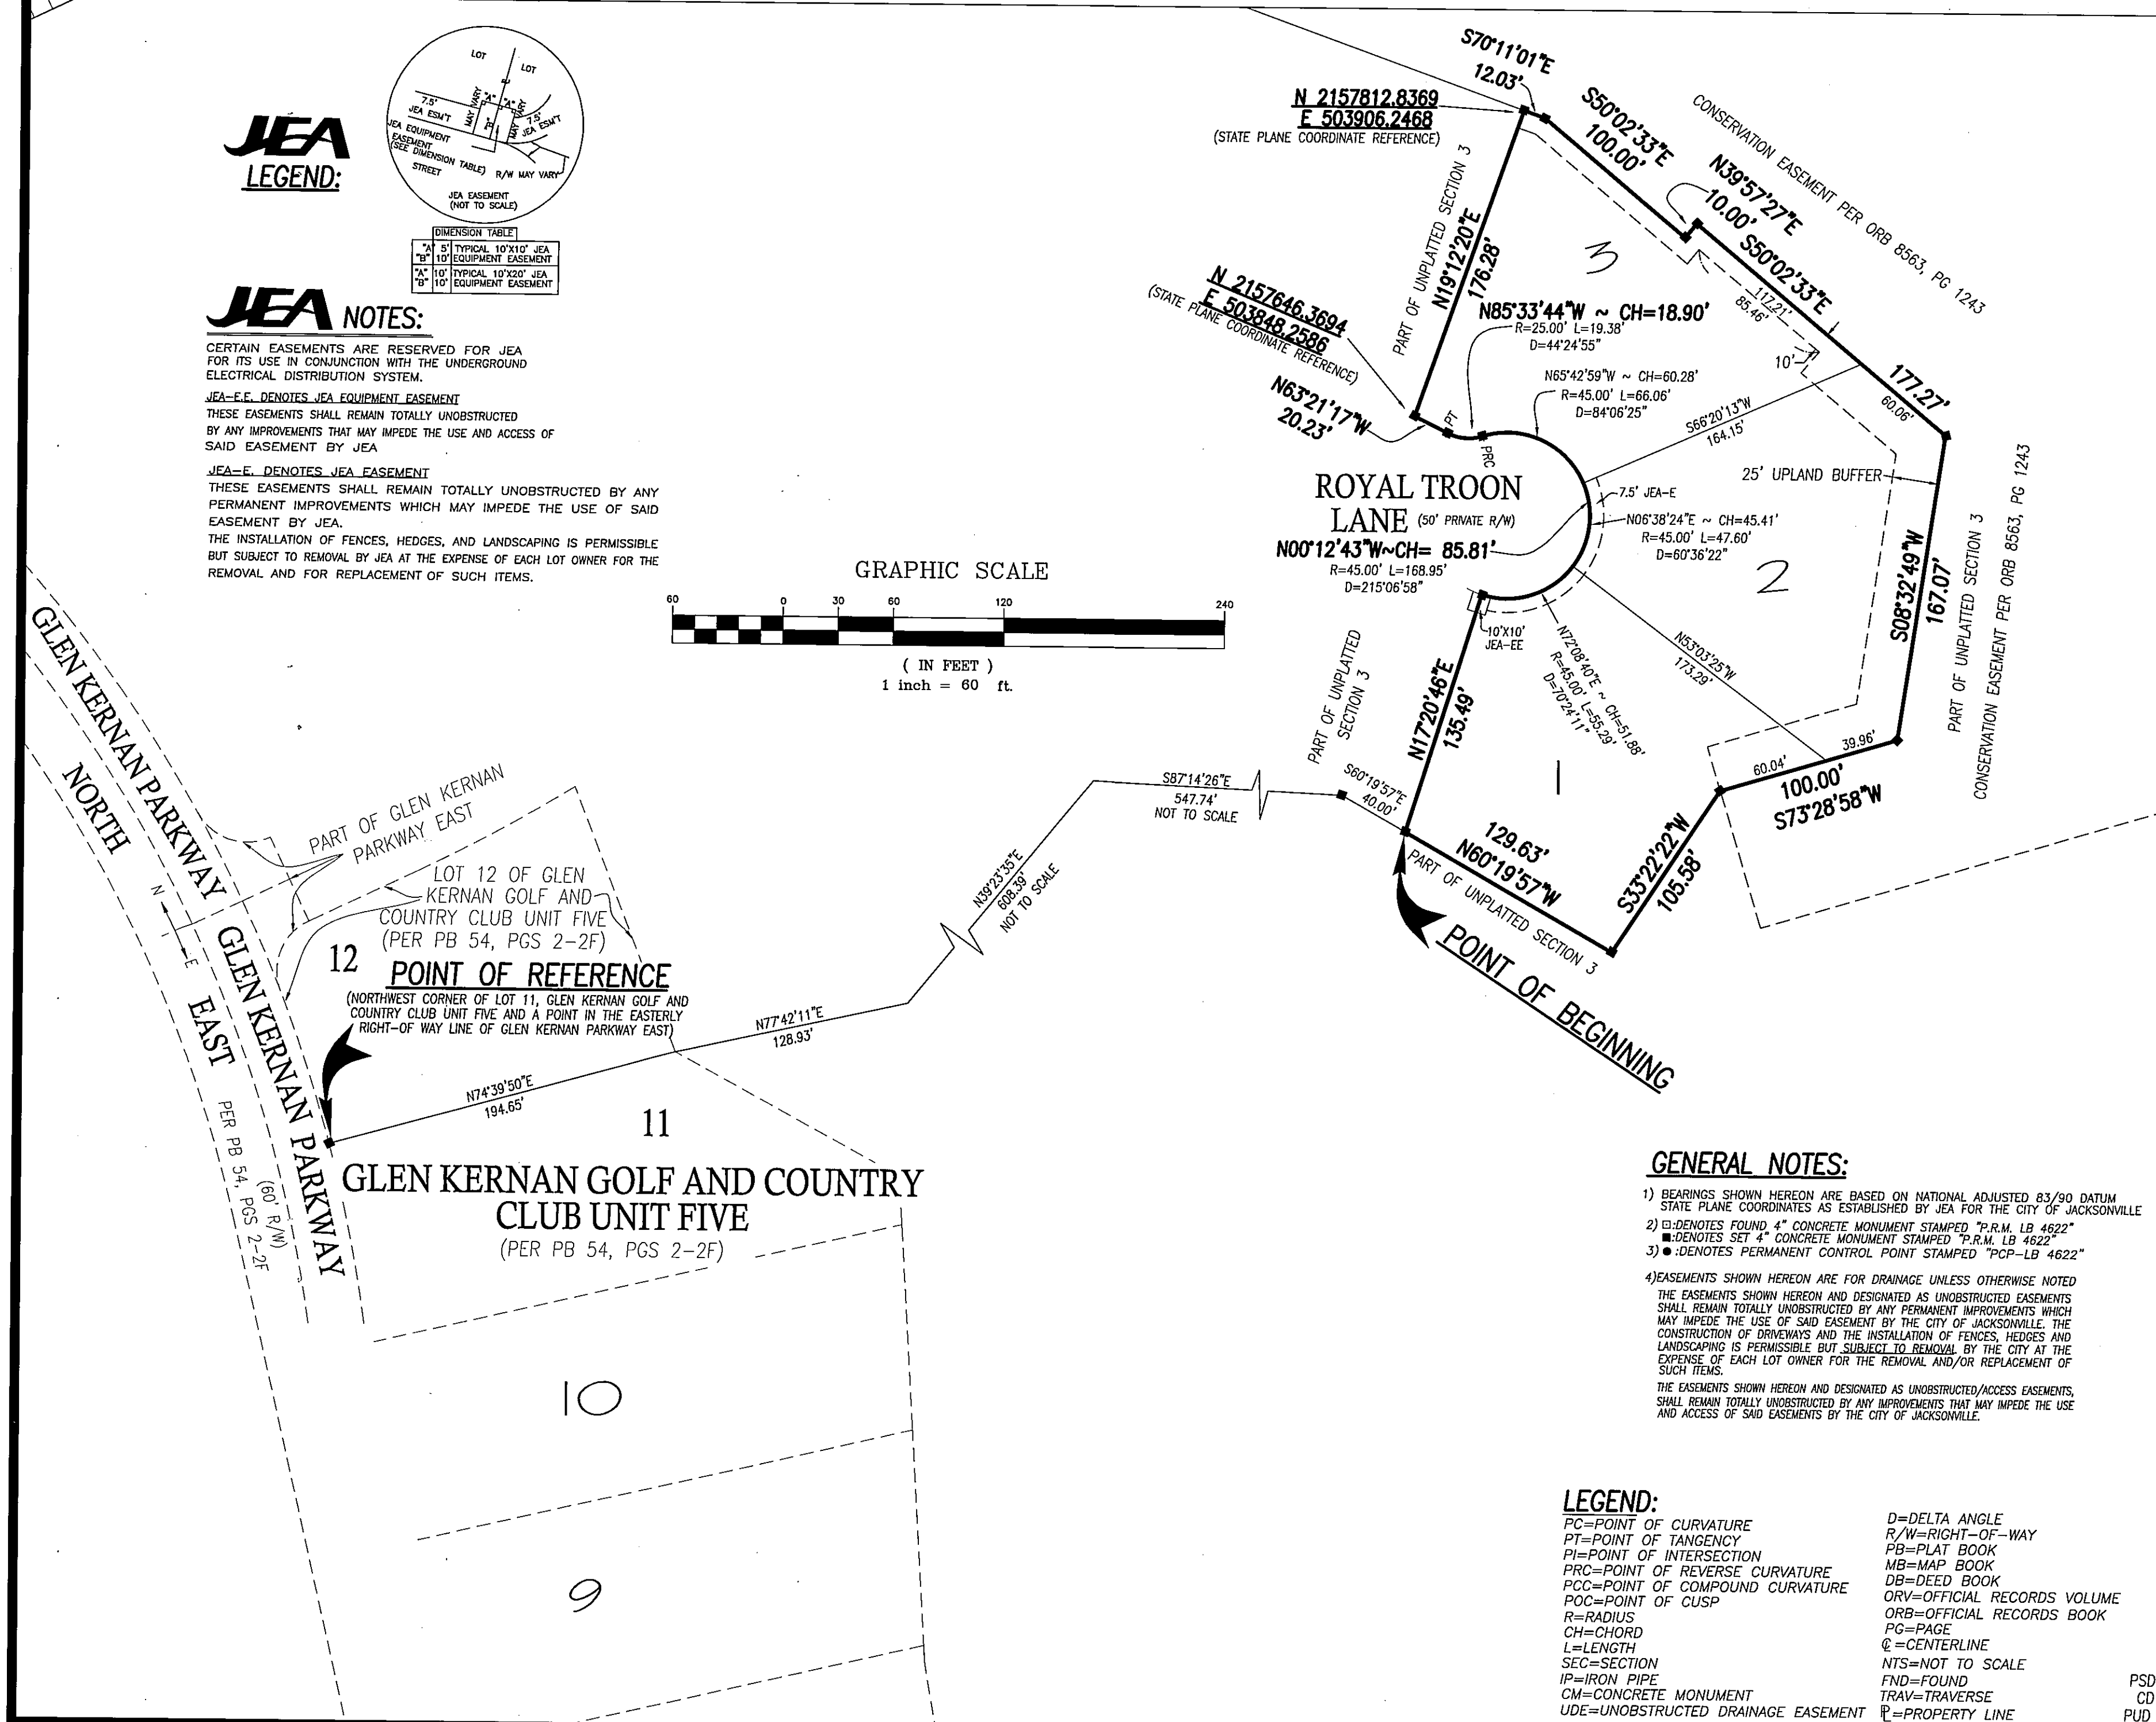 JEA
LEGEND:
LOT
LOT
7.5'
JEA ESM'T
MAY VARY
"A"
"A"
"B"
MAY VARY
7.5'
JEA ESM'T
JEA EQUIPMENT
EASEMENT
(SEE DIMENSION TABLE)
STREET
R/W MAY VARY
JEA EASEMENT
(NOT TO SCALE)
DIMENSION TABLE
"A" 5' TYPICAL 10'X10' JEA
"B" 10' EQUIPMENT EASEMENT
"A" 10' TYPICAL 10'X20' JEA
"B" 10' EQUIPMENT EASEMENT
JEA NOTES:
CERTAIN EASEMENTS ARE RESERVED FOR JEA
FOR ITS USE IN CONJUNCTION WITH THE UNDERGROUND
ELECTRICAL DISTRIBUTION SYSTEM.
JEA-E.E. DENOTES JEA EQUIPMENT EASEMENT
THESE EASEMENTS SHALL REMAIN TOTALLY UNOBSTRUCTED
BY ANY IMPROVEMENTS THAT MAY IMPEDE THE USE AND ACCESS OF
SAID EASEMENT BY JEA
JEA-E. DENOTES JEA EASEMENT
THESE EASEMENTS SHALL REMAIN TOTALLY UNOBSTRUCTED BY ANY
PERMANENT IMPROVEMENTS WHICH MAY IMPEDE THE USE OF SAID
EASEMENT BY JEA.
THE INSTALLATION OF FENCES, HEDGES, AND LANDSCAPING IS PERMISSIBLE
BUT SUBJECT TO REMOVAL BY JEA AT THE EXPENSE OF EACH LOT OWNER FOR THE
REMOVAL AND FOR REPLACEMENT OF SUCH ITEMS.
GRAPHIC SCALE
60 0 30 60 120 240
( IN FEET )
1 inch = 60 ft.
S70°11'01"E
12.03'
N 2157812.8369
E 503906.2468
(STATE PLANE COORDINATE REFERENCE)
S50°02'33"E
100.00'
CONSERVATION EASEMENT PER ORB 8563, PG 1243
N39°57'27"E
10.00'
S50°02'33"E
117.21'
85.46'
10'
177.27'
60.06'
PART OF UNPLATTED SECTION 3
N19°12'20"E
176.28'
3
N 2157646.3694
E 503848.2586
(STATE PLANE COORDINATE REFERENCE)
N85°33'44"W ~ CH=18.90'
R=25.00' L=19.38'
D=44°24'55"
N65°42'59"W ~ CH=60.28'
R=45.00' L=66.06'
D=84°06'25"
N63°21'17"W
20.23'
PT
PRC
S66°20'13"W
164.15'
25' UPLAND BUFFER
ROYAL TROON
LANE (50' PRIVATE R/W)
7.5' JEA-E
N06°38'24"E ~ CH=45.41'
R=45.00' L=47.60'
D=60°36'22"
N00°12'43"W~CH= 85.81'
R=45.00' L=168.95'
D=215°06'58"
2
S08°32'49"W
167.07'
PART OF UNPLATTED SECTION 3
CONSERVATION EASEMENT PER ORB 8563, PG 1243
10'X10'
JEA-EE
N72°08'40"E ~ CH=51.88'
R=45.00' L=55.29'
D=70°24'11"
N53°03'25"W
173.29'
PART OF UNPLATTED
SECTION 3
N17°20'46"E
135.49'
1
39.96'
60.04'
100.00'
S73°28'58"W
S33°22'22"W
105.58'
129.63'
N60°19'57"W
PART OF UNPLATTED SECTION 3
POINT OF BEGINNING
S60°19'57"E
40.00'
S87°14'26"E
547.74'
NOT TO SCALE
N39°23'35"E
608.39'
NOT TO SCALE
N77°42'11"E
128.93'
N74°39'50"E
194.65'
GLEN KERNAN PARKWAY
NORTH
PART OF GLEN KERNAN
PARKWAY EAST
LOT 12 OF GLEN
KERNAN GOLF AND
COUNTRY CLUB UNIT FIVE
(PER PB 54, PGS 2-2F)
12
N
E
GLEN KERNAN PARKWAY
EAST
PER PB 54, PGS 2-2F
(60' R/W)
POINT OF REFERENCE
(NORTHWEST CORNER OF LOT 11, GLEN KERNAN GOLF AND
COUNTRY CLUB UNIT FIVE AND A POINT IN THE EASTERLY
RIGHT-OF WAY LINE OF GLEN KERNAN PARKWAY EAST)
11
GLEN KERNAN GOLF AND COUNTRY
CLUB UNIT FIVE
(PER PB 54, PGS 2-2F)
10
9
GENERAL NOTES:
1) BEARINGS SHOWN HEREON ARE BASED ON NATIONAL ADJUSTED 83/90 DATUM
STATE PLANE COORDINATES AS ESTABLISHED BY JEA FOR THE CITY OF JACKSONVILLE
2) ⊡:DENOTES FOUND 4" CONCRETE MONUMENT STAMPED "P.R.M. LB 4622"
■:DENOTES SET 4" CONCRETE MONUMENT STAMPED "P.R.M. LB 4622"
3) ● :DENOTES PERMANENT CONTROL POINT STAMPED "PCP-LB 4622"
4)EASEMENTS SHOWN HEREON ARE FOR DRAINAGE UNLESS OTHERWISE NOTED
THE EASEMENTS SHOWN HEREON AND DESIGNATED AS UNOBSTRUCTED EASEMENTS
SHALL REMAIN TOTALLY UNOBSTRUCTED BY ANY PERMANENT IMPROVEMENTS WHICH
MAY IMPEDE THE USE OF SAID EASEMENT BY THE CITY OF JACKSONVILLE. THE
CONSTRUCTION OF DRIVEWAYS AND THE INSTALLATION OF FENCES, HEDGES AND
LANDSCAPING IS PERMISSIBLE BUT SUBJECT TO REMOVAL BY THE CITY AT THE
EXPENSE OF EACH LOT OWNER FOR THE REMOVAL AND/OR REPLACEMENT OF
SUCH ITEMS.
THE EASEMENTS SHOWN HEREON AND DESIGNATED AS UNOBSTRUCTED/ACCESS EASEMENTS,
SHALL REMAIN TOTALLY UNOBSTRUCTED BY ANY IMPROVEMENTS THAT MAY IMPEDE THE USE
AND ACCESS OF SAID EASEMENTS BY THE CITY OF JACKSONVILLE.
LEGEND:
PC=POINT OF CURVATURE
PT=POINT OF TANGENCY
PI=POINT OF INTERSECTION
PRC=POINT OF REVERSE CURVATURE
PCC=POINT OF COMPOUND CURVATURE
POC=POINT OF CUSP
R=RADIUS
CH=CHORD
L=LENGTH
SEC=SECTION
IP=IRON PIPE
CM=CONCRETE MONUMENT
UDE=UNOBSTRUCTED DRAINAGE EASEMENT
D=DELTA ANGLE
R/W=RIGHT-OF-WAY
PB=PLAT BOOK
MB=MAP BOOK
DB=DEED BOOK
ORV=OFFICIAL RECORDS VOLUME
ORB=OFFICIAL RECORDS BOOK
PG=PAGE
℄=CENTERLINE
NTS=NOT TO SCALE
FND=FOUND
TRAV=TRAVERSE
PL=PROPERTY LINE
PSD
CD
PUD